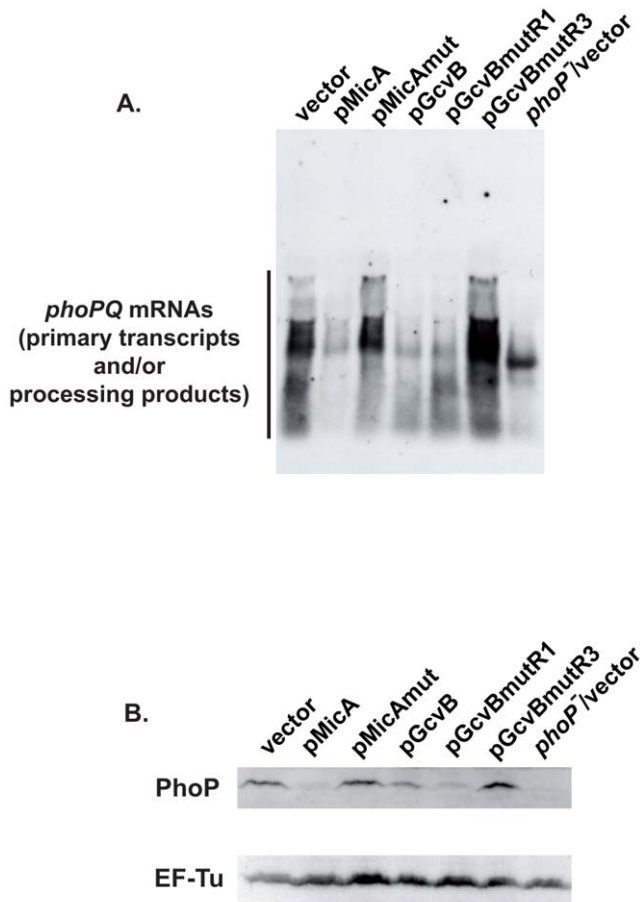 A.
vector
pMicA
pMicAmut
pGcvB
pGcvBmutR1
pGcvBmutR3
phoP⁻/vector
phoPQ mRNAs
(primary transcripts
and/or
processing products)
B.
vector
pMicA
pMicAmut
pGcvB
pGcvBmutR1
pGcvBmutR3
phoP⁻/vector
PhoP
EF-Tu